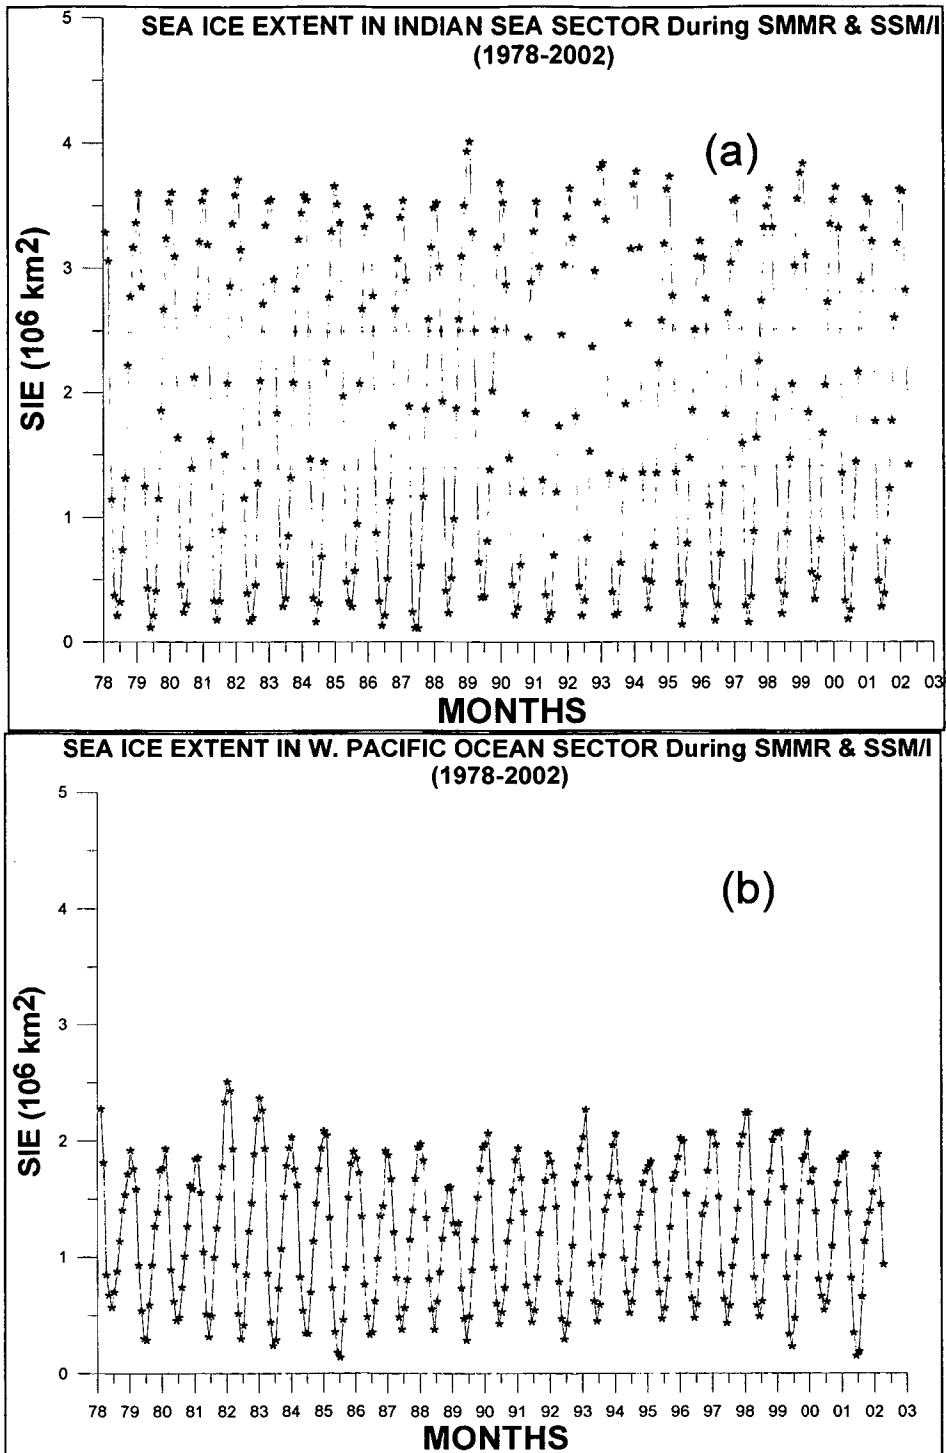 SEA ICE EXTENT IN INDIAN SEA SECTOR During SMMR & SSM/I
(1978-2002)
(a)
SIE (10⁶ km²)
5
4
3
2
1
0
78 79 80 81 82 83 84 85 86 87 88 89 90 91 92 93 94 95 96 97 98 99 00 01 02 03
MONTHS
SEA ICE EXTENT IN W. PACIFIC OCEAN SECTOR During SMMR & SSM/I
(1978-2002)
(b)
SIE (10⁶ km²)
5
4
3
2
1
0
78 79 80 81 82 83 84 85 86 87 88 89 90 91 92 93 94 95 96 97 98 99 00 01 02 03
MONTHS